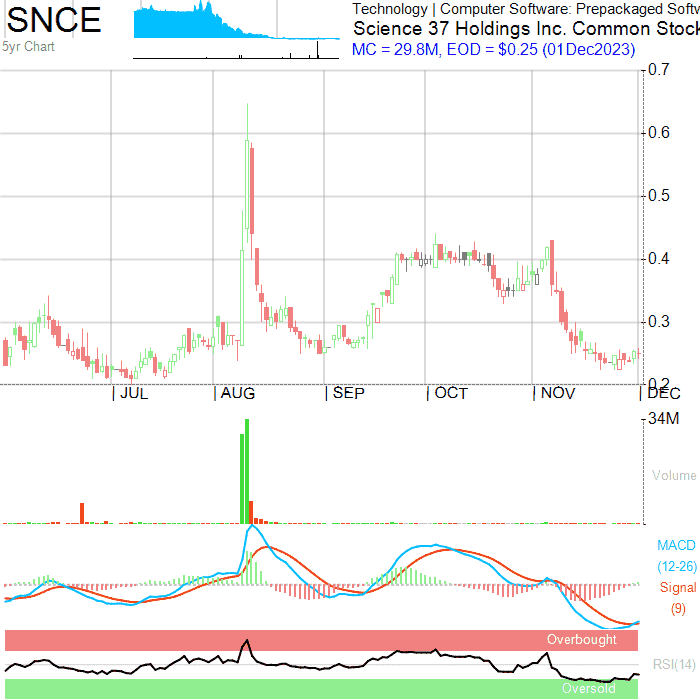 SNCE
5yr Chart
Technology | Computer Software: Prepackaged Softw
Science 37 Holdings Inc. Common Stock
MC = 29.8M, EOD = $0.25 (01Dec2023)
0.7
0.6
0.5
0.4
0.3
0.2
JUL
AUG
SEP
OCT
NOV
DEC
34M
Volume
MACD
(12-26)
Signal
(9)
Overbought
RSI(14)
Oversold